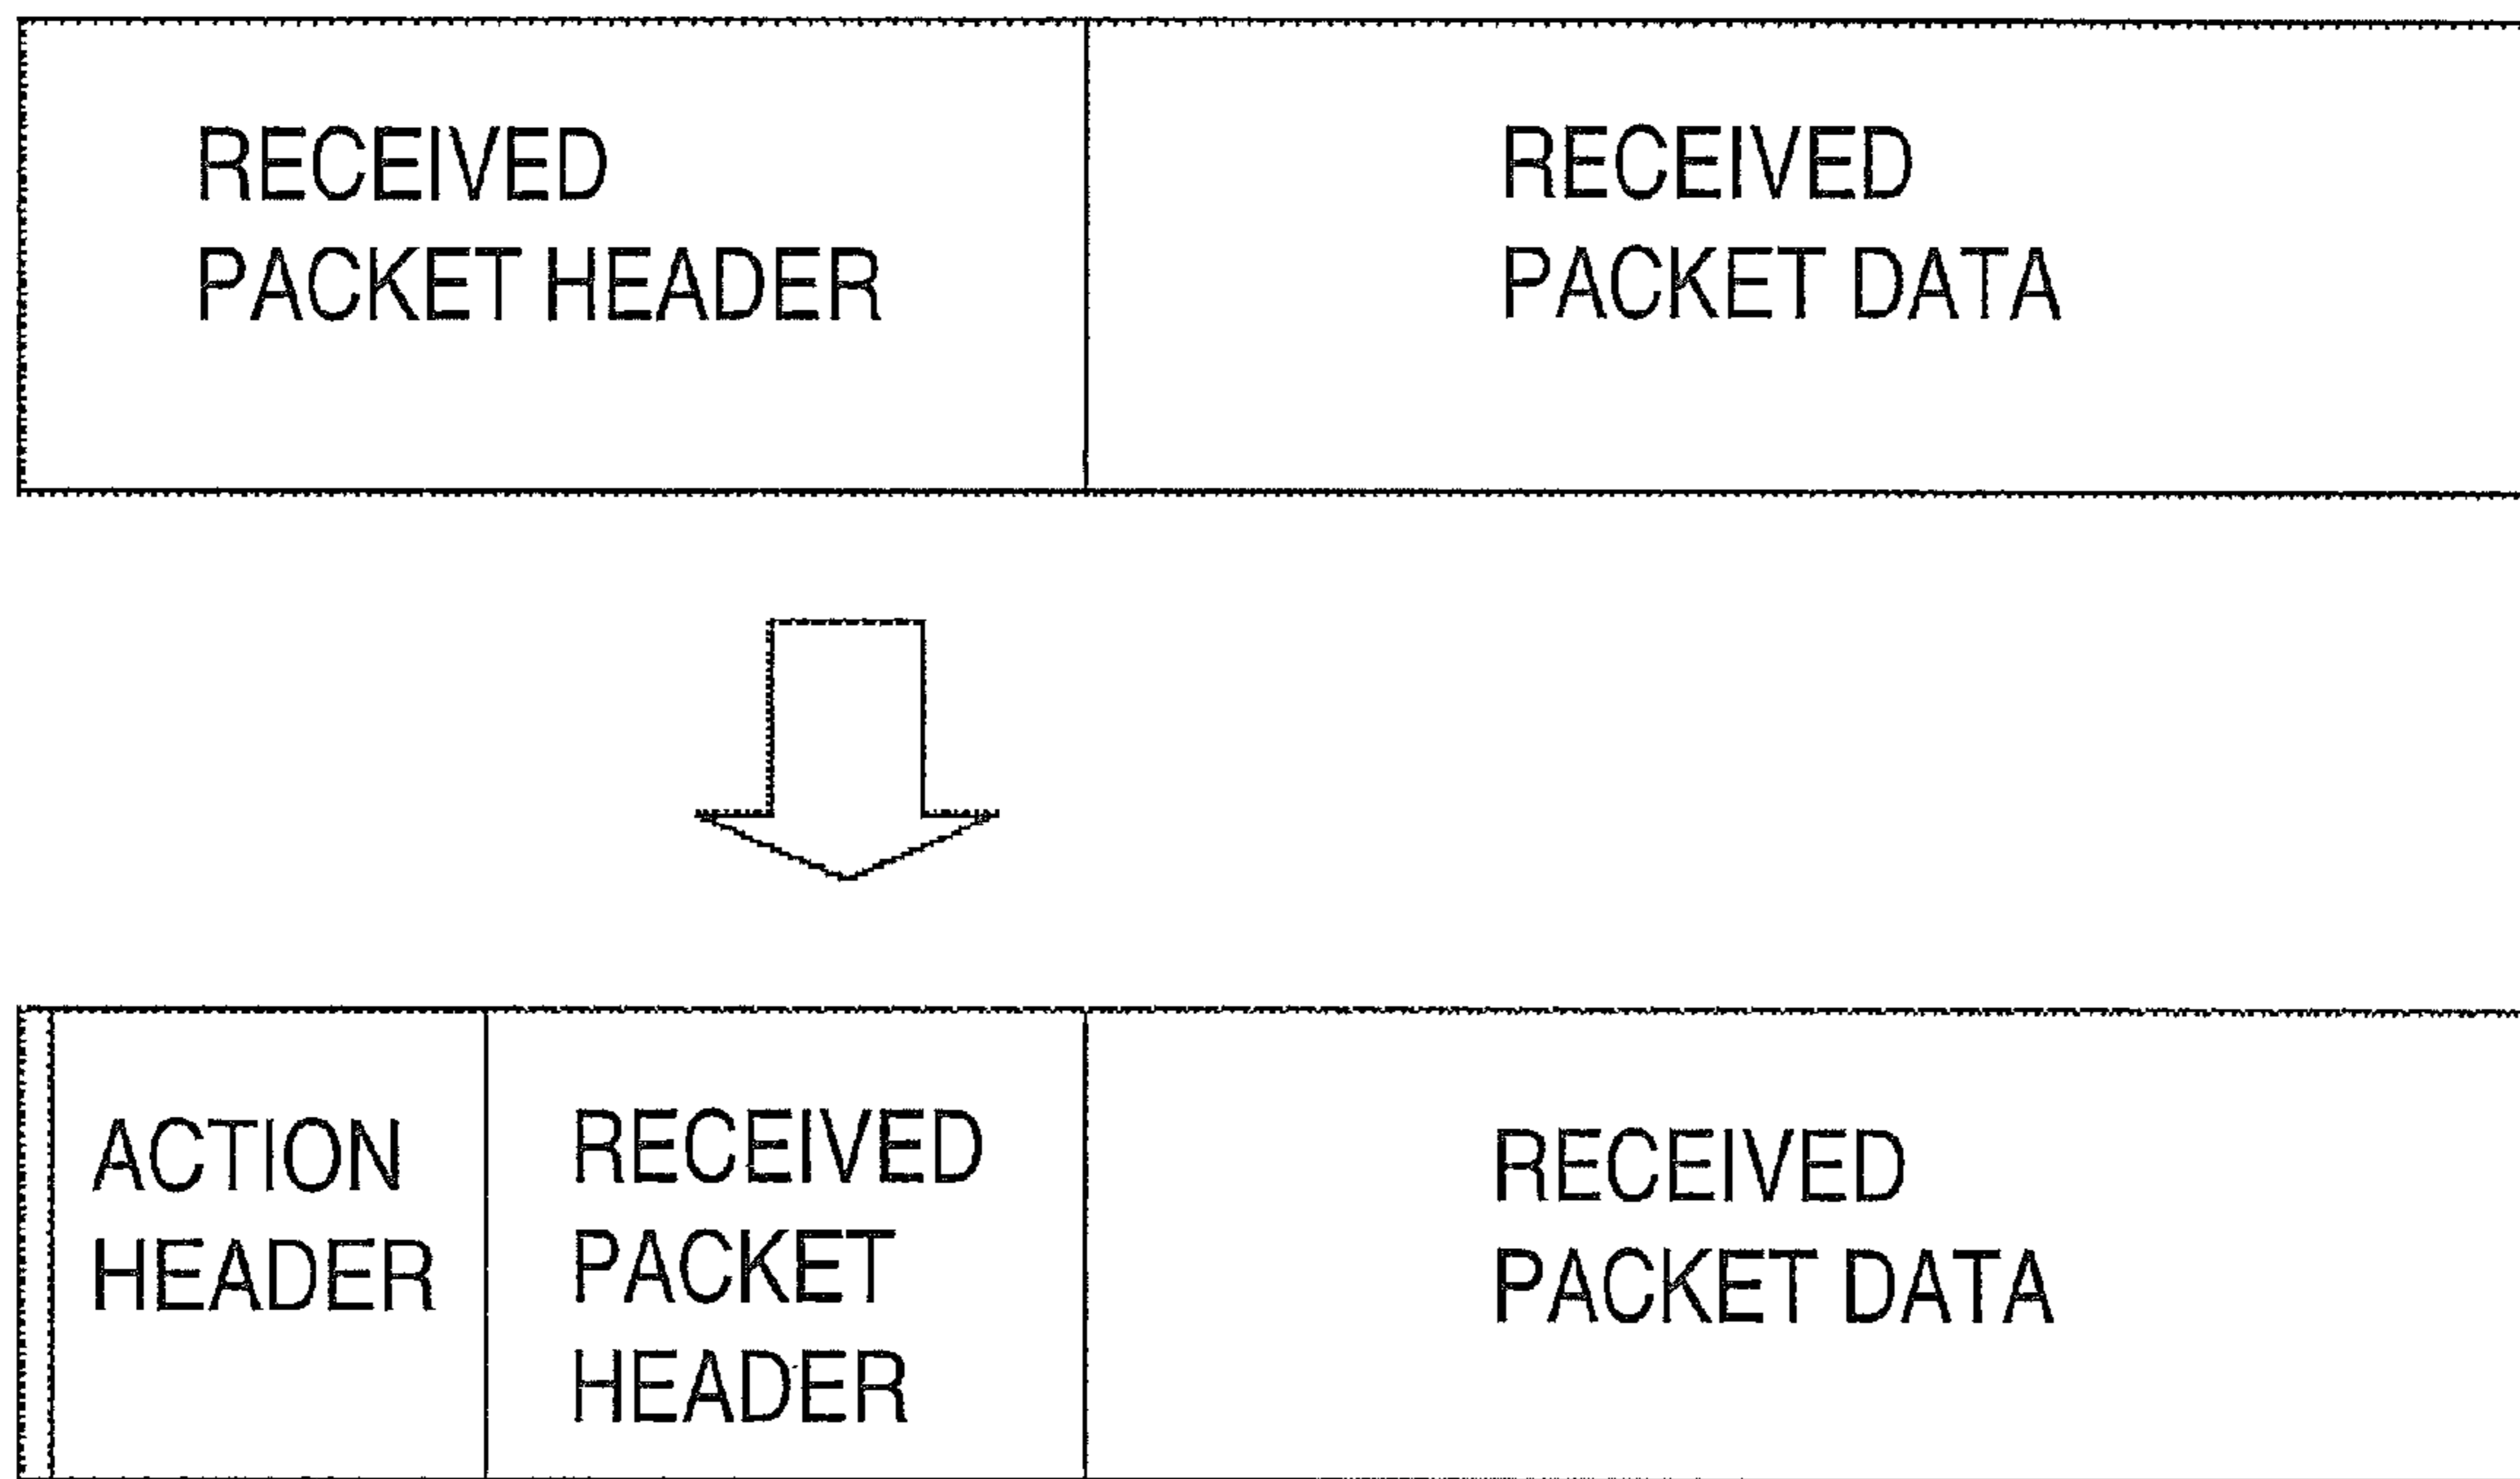 RECEIVED
PACKET HEADER
RECEIVED
PACKET DATA
ACTION
HEADER
RECEIVED
PACKET
HEADER
RECEIVED
PACKET DATA